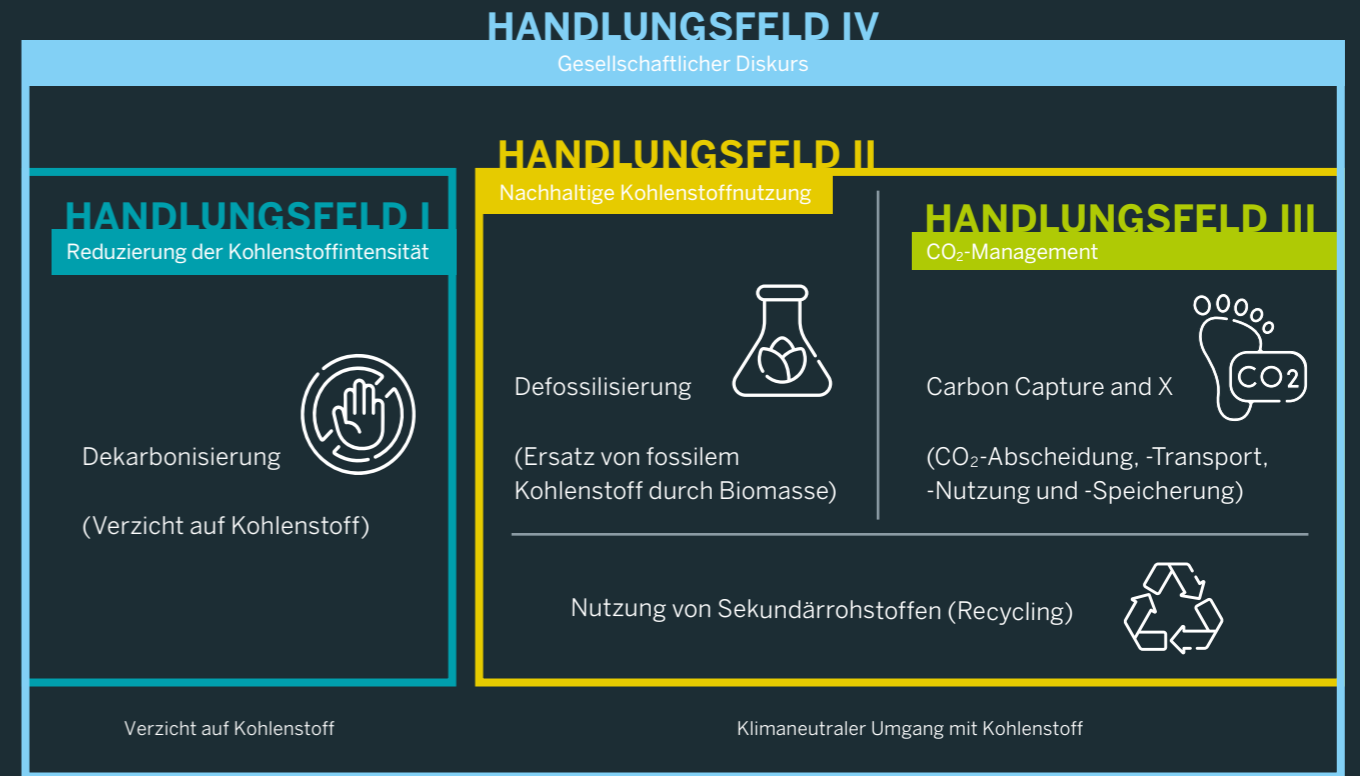 HANDLUNGSFELD IV
Gesellschaftlicher Diskurs
HANDLUNGSFELD I
Reduzierung der Kohlenstoffintensität
Dekarbonisierung
(Verzicht auf Kohlenstoff)
HANDLUNGSFELD II
Nachhaltige Kohlenstoffnutzung
Defossilisierung
(Ersatz von fossilem
Kohlenstoff durch Biomasse)
HANDLUNGSFELD III
CO₂-Management
CO2
Carbon Capture and X
(CO₂-Abscheidung, -Transport,
-Nutzung und -Speicherung)
Nutzung von Sekundärrohstoffen (Recycling)
Verzicht auf Kohlenstoff
Klimaneutraler Umgang mit Kohlenstoff